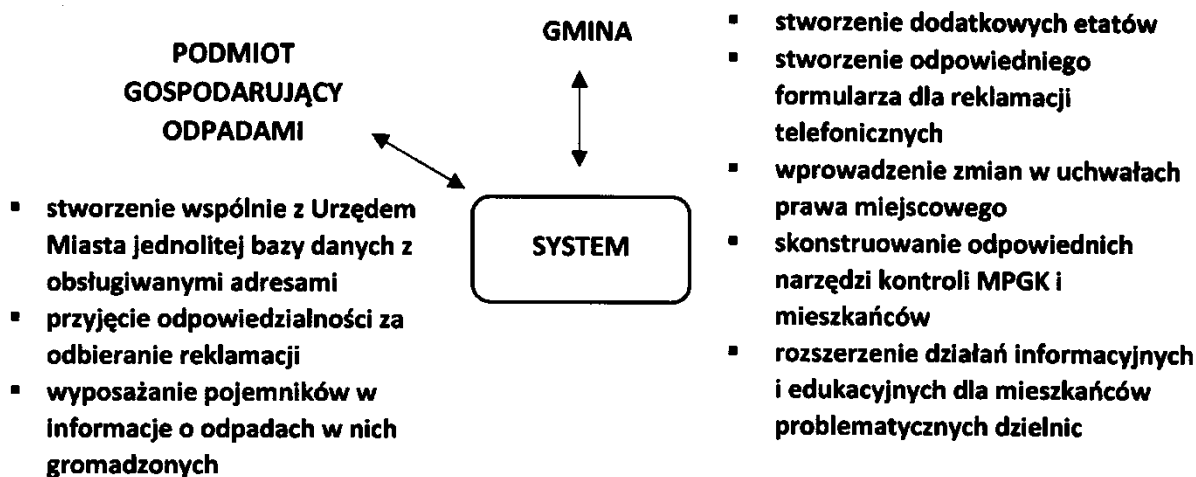 PODMIOT
GOSPODARUJĄCY
ODPADAMI
▪ stworzenie wspólnie z Urzędem
Miasta jednolitej bazy danych z
obsługiwanymi adresami
▪ przyjęcie odpowiedzialności za
odbieranie reklamacji
▪ wyposażanie pojemników w
informacje o odpadach w nich
gromadzonych
GMINA
SYSTEM
▪ stworzenie dodatkowych etatów
▪ stworzenie odpowiedniego
formularza dla reklamacji
telefonicznych
▪ wprowadzenie zmian w uchwałach
prawa miejscowego
▪ skonstruowanie odpowiednich
narzędzi kontroli MPGK i
mieszkańców
▪ rozszerzenie działań informacyjnych
i edukacyjnych dla mieszkańców
problematycznych dzielnic